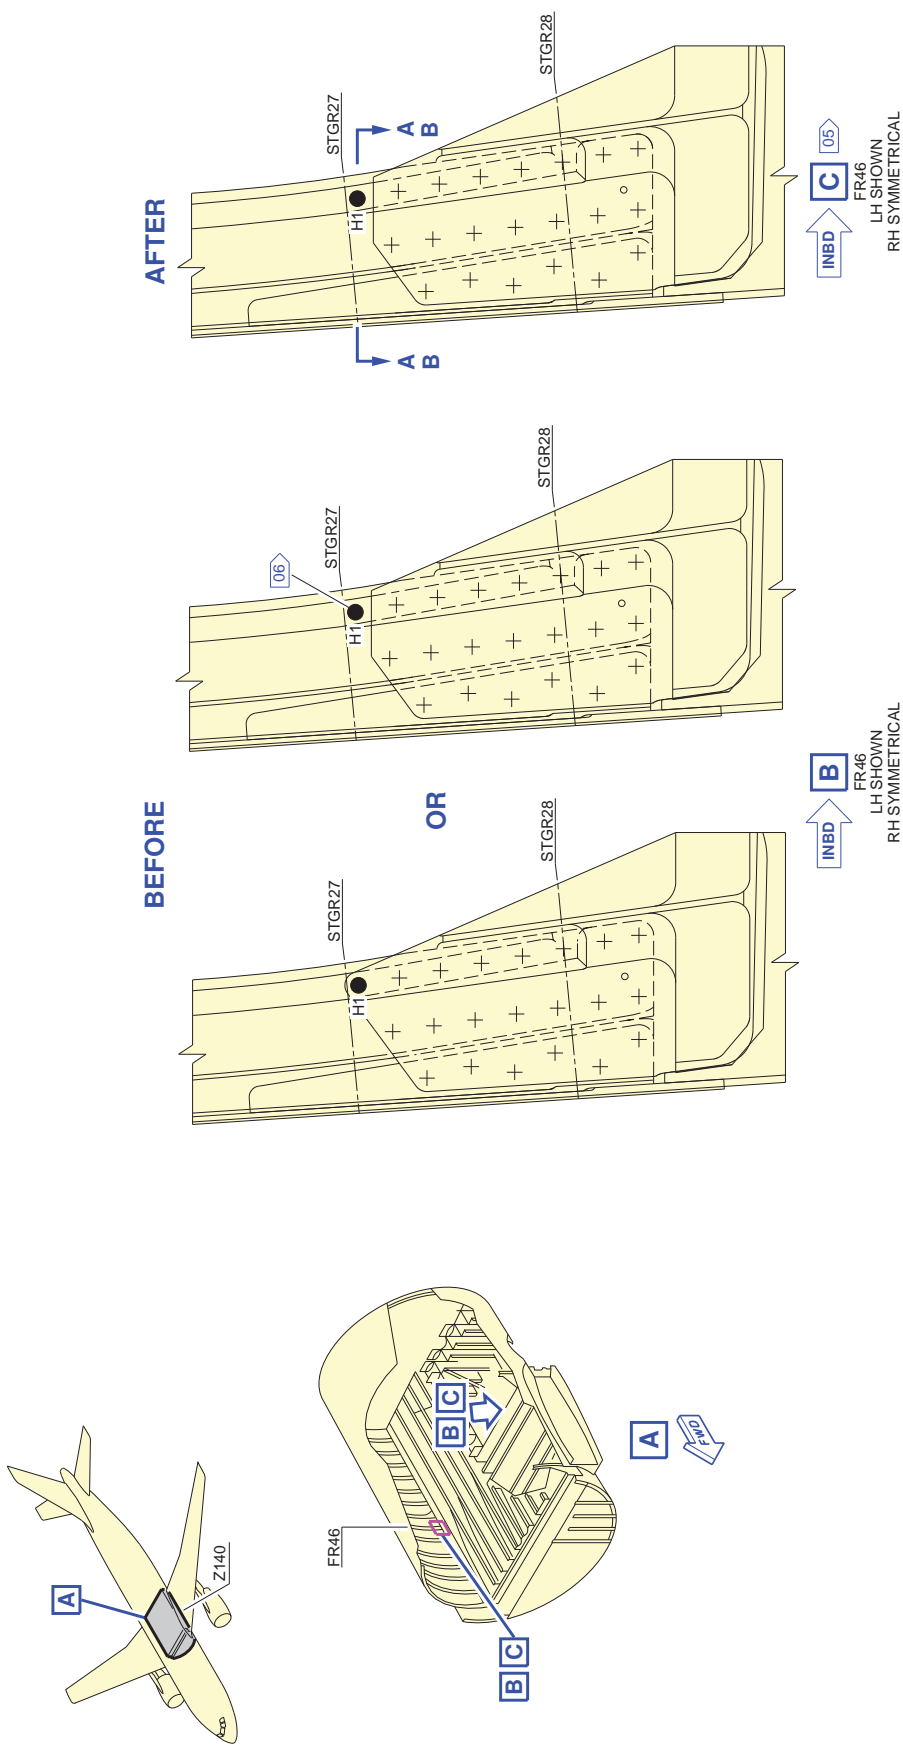 BEFORE
AFTER
A
Z140
FR46
B C
B C
A
FWD
STGR27
H1
STGR28
OR
06
STGR27
H1
STGR28
INBD
B
FR46
LH SHOWN
RH SYMMETRICAL
A
B
STGR27
H1
A
B
STGR28
INBD
C
05
FR46
LH SHOWN
RH SYMMETRICAL